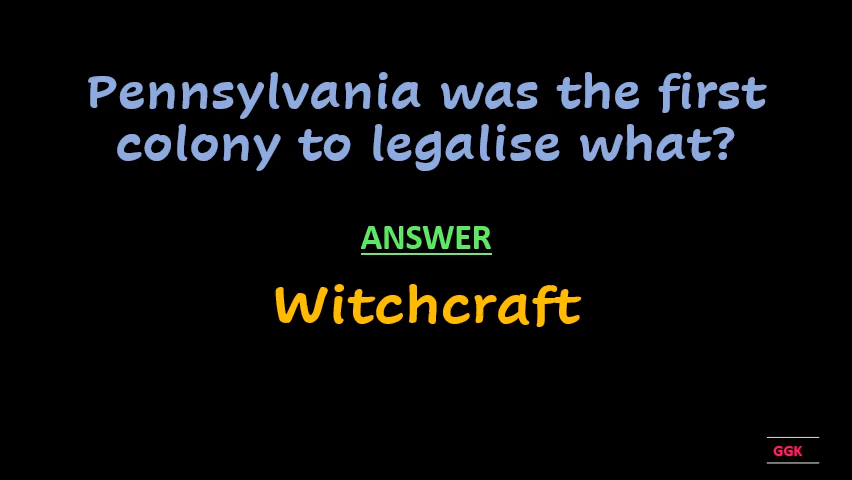 Pennsylvania was the first
colony to legalise what?
ANSWER
Witchcraft
GGK